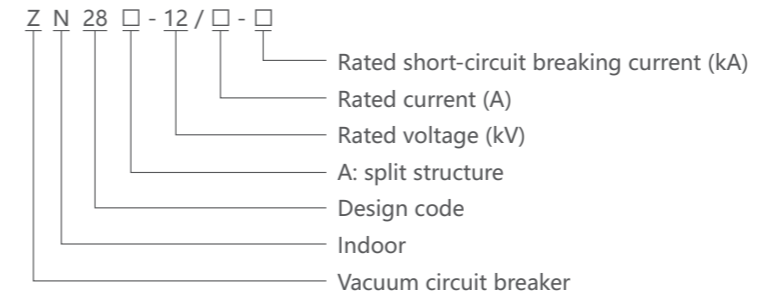 Z N 28 □ - 12 / □ - □
Rated short-circuit breaking current (kA)
Rated current (A)
Rated voltage (kV)
A: split structure
Design code
Indoor
Vacuum circuit breaker